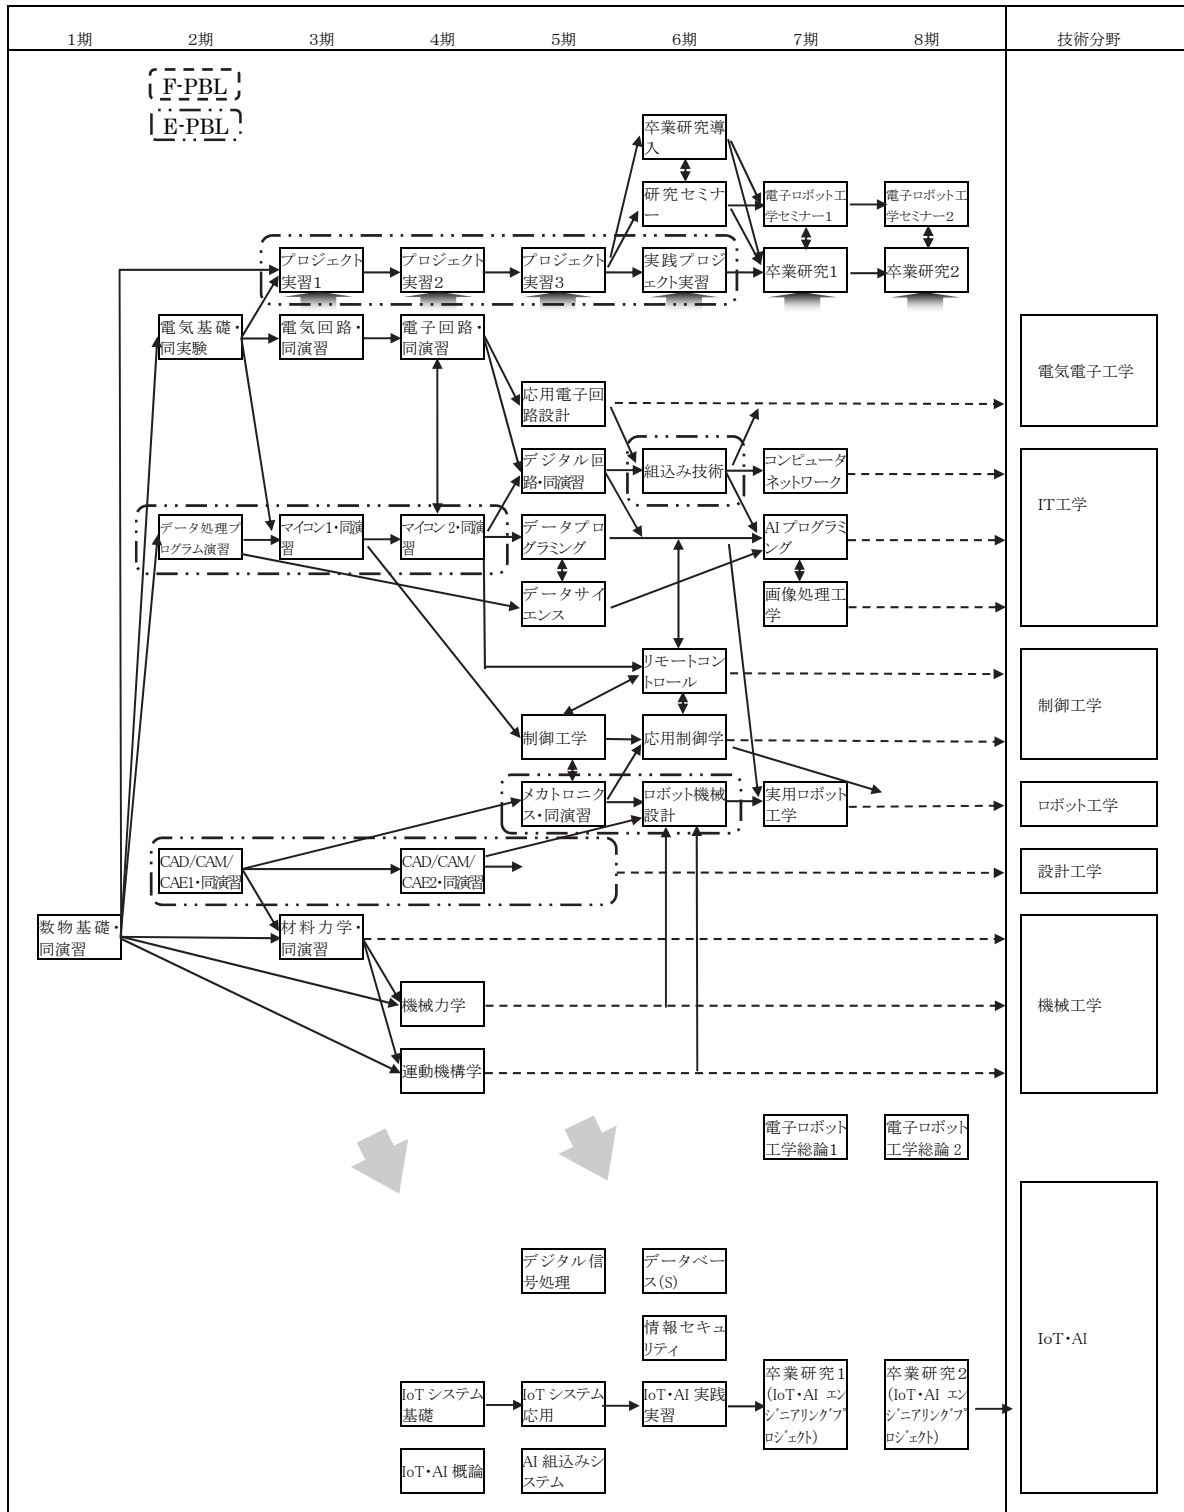 1期 2期 3期 4期 5期 6期 7期 8期 技術分野
F-PBL
E-PBL
卒業研究導
入
研究セミナ
ー
電子ロボット工
学セミナー1
電子ロボット工
学セミナー2
プロジェクト
実習1
プロジェクト
実習2
プロジェクト
実習3
実践プロジ
ェクト実習
卒業研究1
卒業研究2
電気基礎・
同実験
電気回路・
同演習
電子回路・
同演習
電気電子工学
応用電子回
路設計
デジタル回
路・同演習
組込み技術
コンピュータ
ネットワーク
IT工学
データ処理プ
ログラム演習
マイコン1・同演
習
マイコン2・同演
習
データプロ
グラミング
AIプログラミ
ング
データサイ
エンス
画像処理工
学
リモートコン
トロール
制御工学
制御工学
応用制御学
メカトロニク
ス・同演習
ロボット機械
設計
実用ロボット
工学
ロボット工学
CAD/CAM/
CAE1・同演習
CAD/CAM/
CAE2・同演習
設計工学
数物基礎・
同演習
材料力学・
同演習
機械力学
機械工学
運動機構学
電子ロボット
工学総論1
電子ロボット
工学総論 2
デジタル信
号処理
データベー
ス(S)
情報セキュ
リティ
IoT・AI
IoT システム
基礎
IoT システム
応用
IoT・AI 実践
実習
卒業研究1
(IoT・AI エン
ジニアリングプ
ロジェクト)
卒業研究2
(IoT・AI エン
ジニアリングプ
ロジェクト)
IoT・AI 概論
AI 組込みシ
ステム